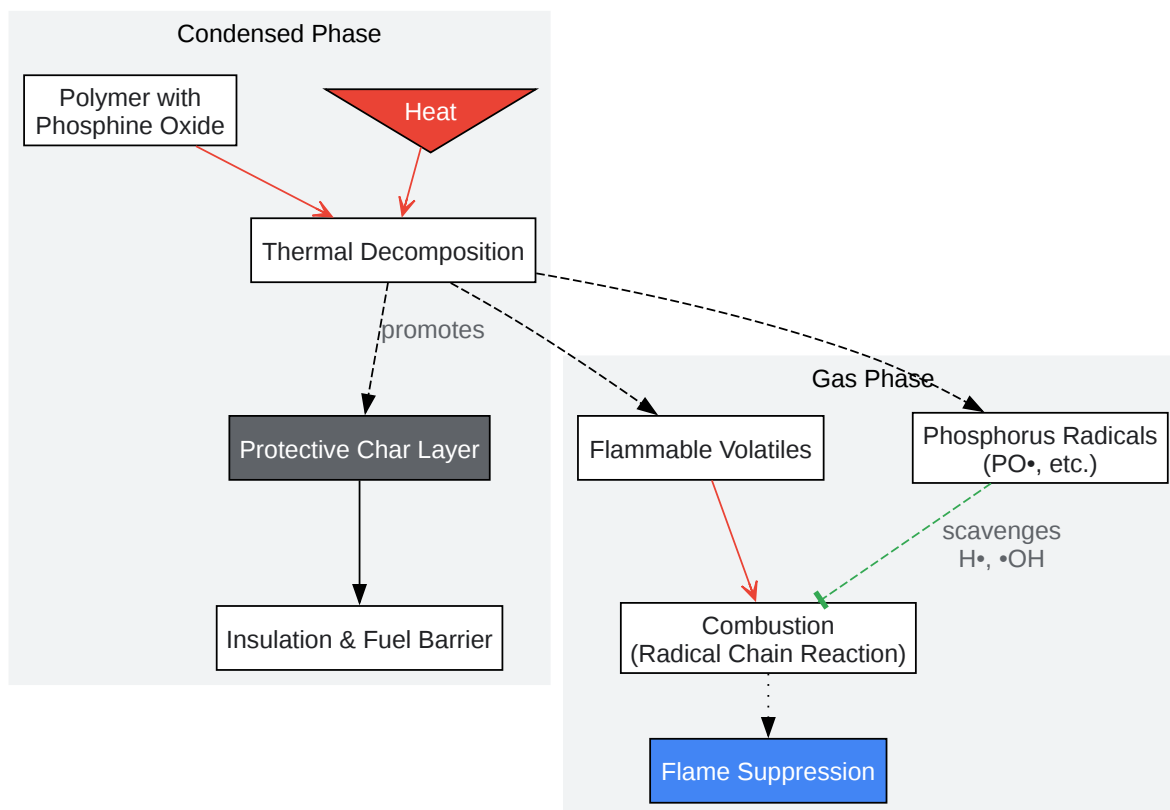 Condensed Phase
Polymer with
Phosphine Oxide
Heat
Thermal Decomposition
promotes
Gas Phase
Protective Char Layer
Flammable Volatiles
Phosphorus Radicals
(PO•, etc.)
scavenges
H•, •OH
Insulation & Fuel Barrier
Combustion
(Radical Chain Reaction)
Flame Suppression